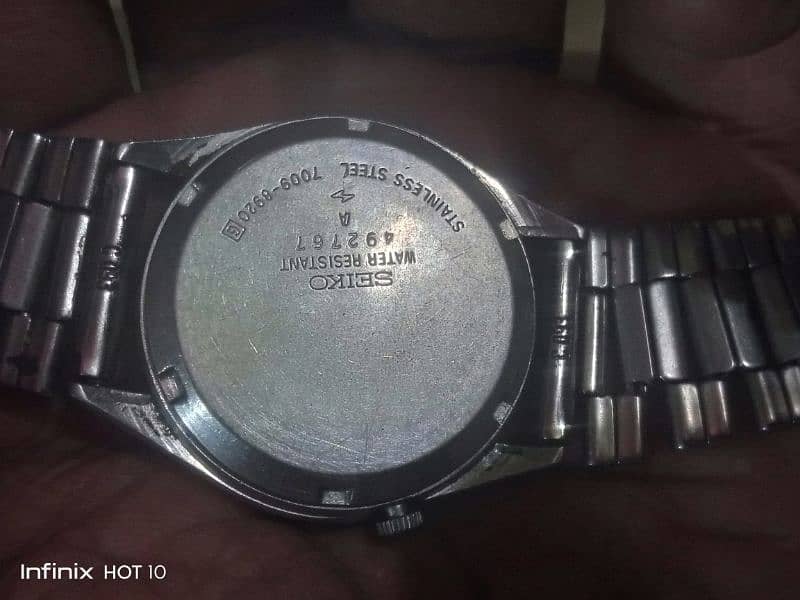 SEIKO
WATER RESISTANT
492767
A
STAINLESS STEEL 7009-8920 G
Infinix HOT 10